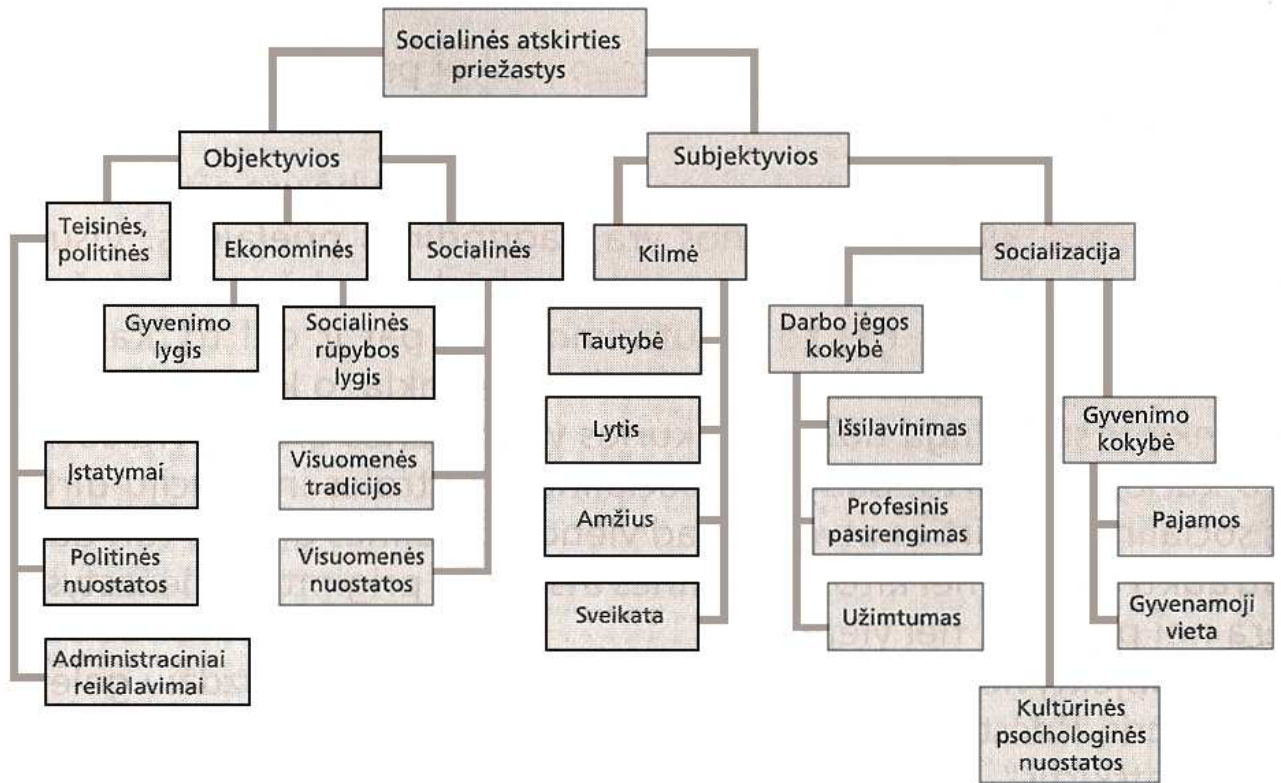 Socialinės atskirties
priežastys
Objektyvios
Subjektyvios
Teisinės,
politinės
Ekonominės
Socialinės
Kilmė
Socializacija
Gyvenimo
lygis
Socialinės
rūpybos
lygis
Tautybė
Darbo jėgos
kokybė
Lytis
Išsilavinimas
Gyvenimo
kokybė
Įstatymai
Visuomenės
tradicijos
Amžius
Profesinis
pasirengimas
Pajamos
Politinės
nuostatos
Visuomenės
nuostatos
Sveikata
Užimtumas
Gyvenamoji
vieta
Administraciniai
reikalavimai
Kultūrinės
psochologinės
nuostatos